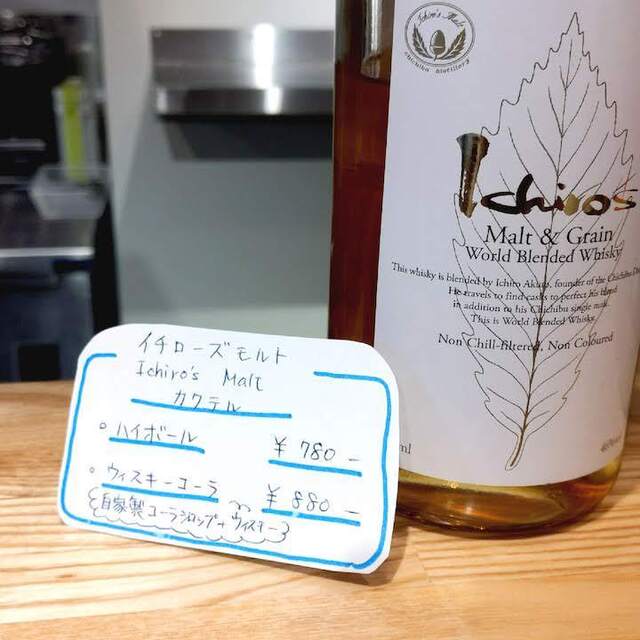 イチローズモルト
Ichiro's Malt
カクテル
ハイボール ¥780-
ウィスキーコーラ ¥880-
自家製コーラシロップ+ウィスキー
Ichiro's Malt
Chichibu Distillery
Ichiro's
Malt & Grain
World Blended Whisky
This whisky is blended by Ichiro Akuto, founder of the Chichibu
He travels to find casks to perfect his blend
in addition to his Chichibu single malt.
This is World Blended Whisky.
Non Chill-filtered, Non Coloured
ml
46%